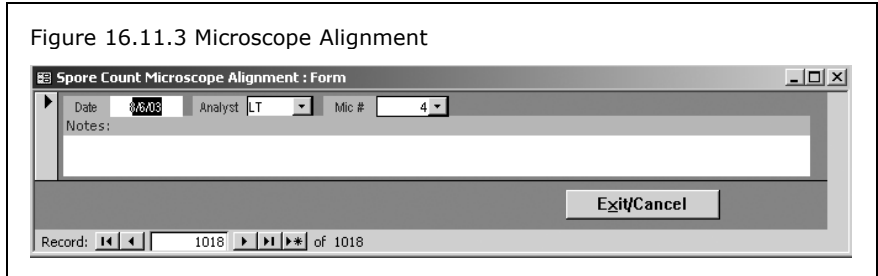 Figure 16.11.3 Microscope Alignment
Spore Count Microscope Alignment : Form
Date 8/6/03 Analyst LT Mic # 4
Notes:
Exit/Cancel
Record: 1018 of 1018